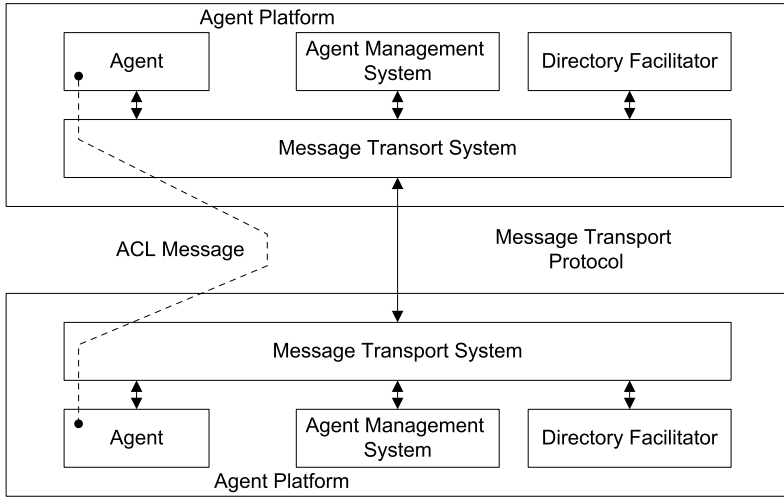 Agent Platform
Agent
Agent Management
System
Directory Facilitator
Message Transort System
ACL Message
Message Transport
Protocol
Message Transport System
Agent
Agent Management
System
Directory Facilitator
Agent Platform